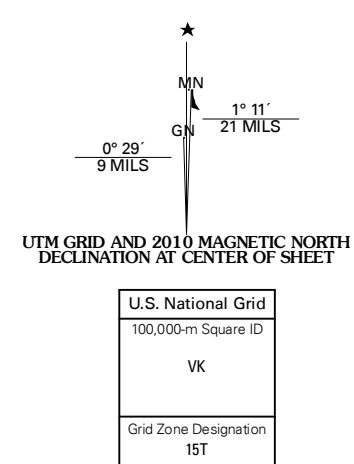 ★
MN
1° 11´
21 MILS
GN
0° 29´
9 MILS
UTM GRID AND 2010 MAGNETIC NORTH
DECLINATION AT CENTER OF SHEET
U.S. National Grid
100,000-m Square ID
VK
Grid Zone Designation
15T